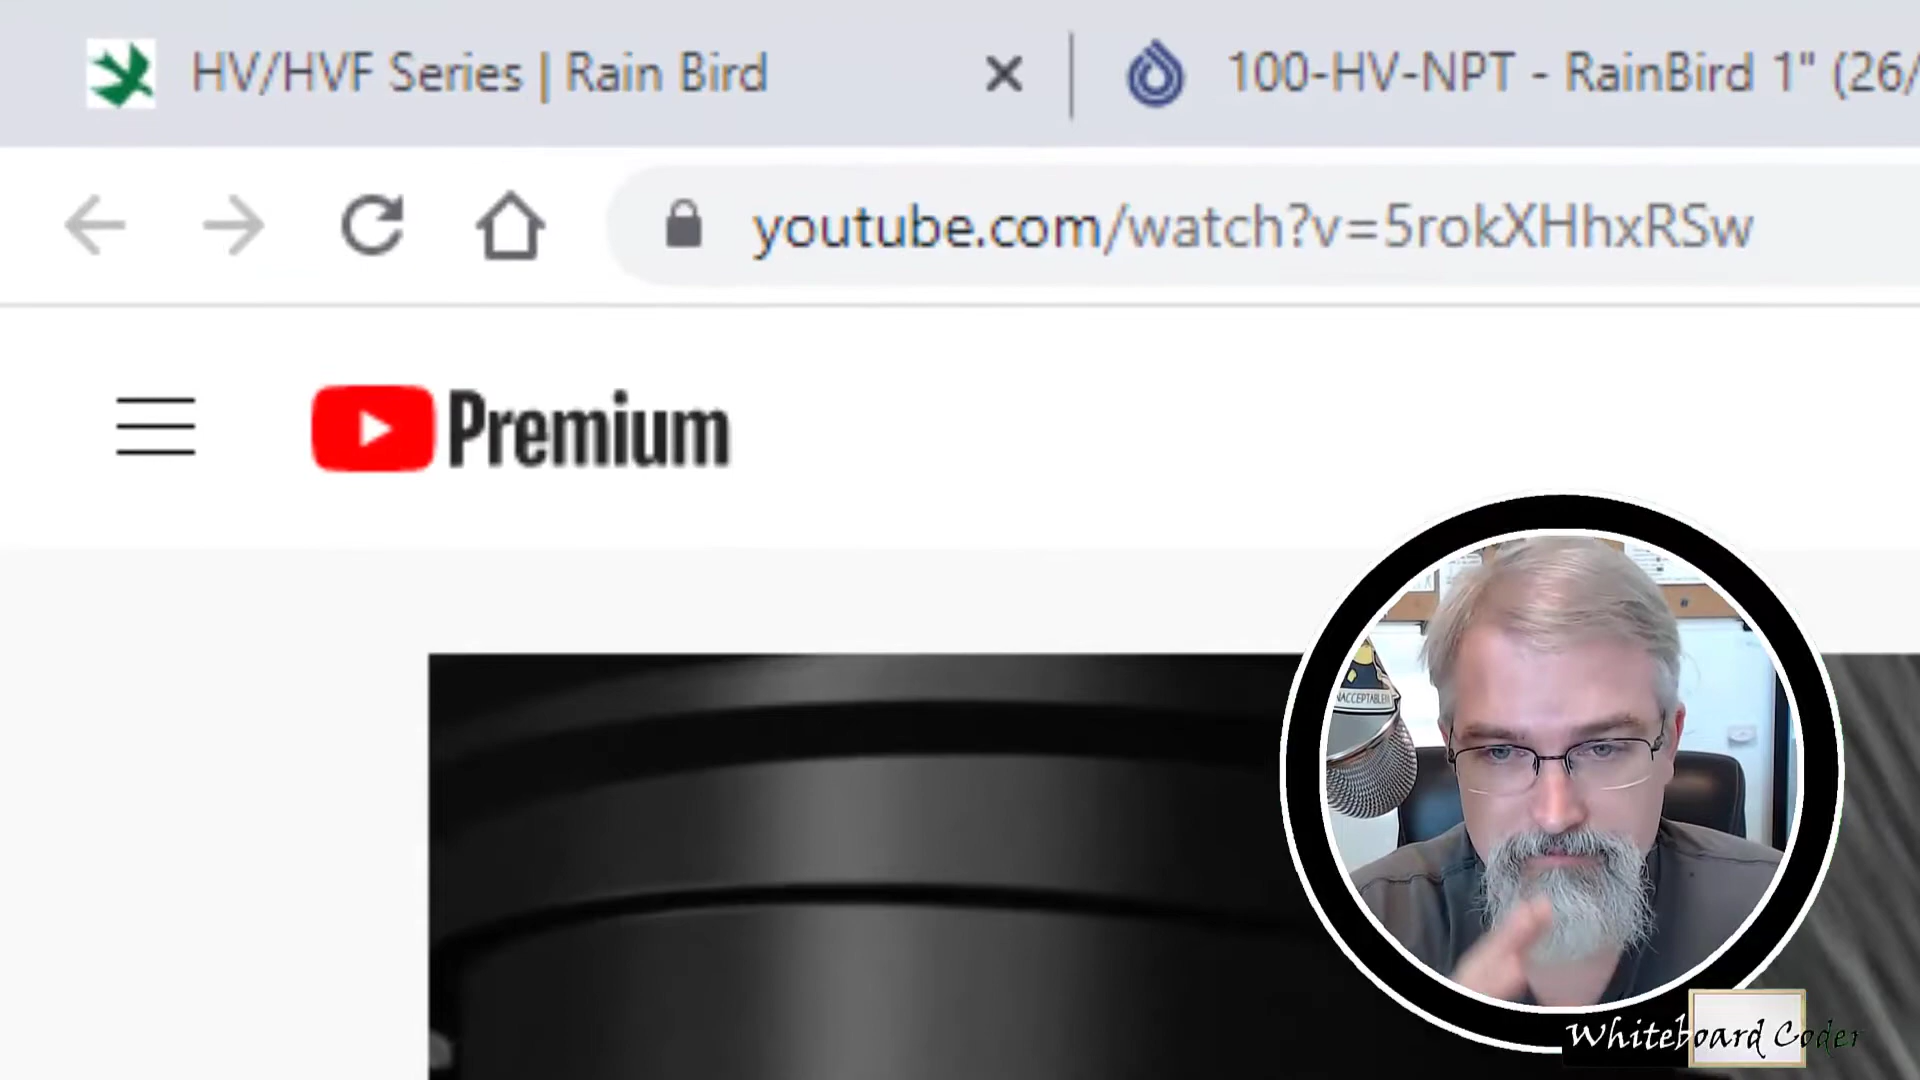 HV/HVF Series | Rain Bird
100-HV-NPT - RainBird 1" (26/
youtube.com/watch?v=5rokXHhxRSw
Premium
Whiteboard Coder